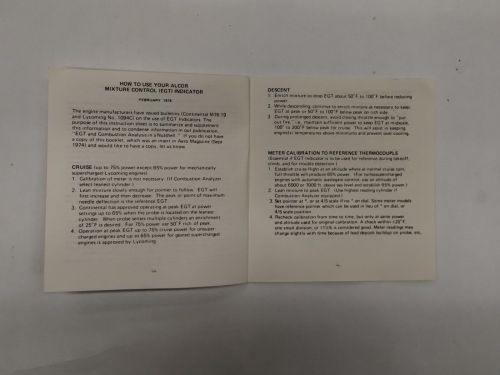 HOW TO USE YOUR ALCOR
MIXTURE CONTROL (EGT) INDICATOR
FEBRUARY 1976
The engine manufacturers have issued bulletins (Continental M76-19
and Lycoming No. 1094C) on the use of EGT indicators. The
purpose of this instruction sheet is to summarize and supplement
this information and to condense information in our publication,
"EGT and Combustion Analysis in a Nutshell." If you do not have
a copy of this booklet, which was an insert in Aero Magazine (Sept.
1974) and would like to have a copy, let us know.
CRUISE (up to 75% power except 65% power for mechanically
supercharged Lycoming engines)
1. Calibration of meter is not necessary. (If Combustion Analyzer,
select leanest cylinder.)
2. Lean mixture slowly enough for pointer to follow. EGT will
first increase and then decrease. The peak or point of maximum
needle deflection is the reference EGT.
3. Continental has approved operating at peak EGT at power
settings up to 65% when the probe is located on the leanest
cylinder. When probe senses multiple cylinders an enrichment
of 25°F is desired. For 75% power use 50°F rich of peak.
4. Operation at peak EGT up to 75% cruise power for unsuper-
charged engines and up to 65% power for geared supercharged
engines is approved by Lycoming.
DESCENT
1. Enrich mixture to drop EGT about 50°F to 100°F before reducing
power.
2. While descending, continue to enrich mixture as necessary to keep
EGT at peak or 50°F to 100°F below peak on rich side.
3. During prolonged descent, avoid closing throttle enough to "put
out fire," i.e., maintain sufficient power to keep EGT at mid-scale,
100° to 200°F below peak for cruise. This will assist in keeping
engine(s) temperatures above minimums and prevent over-cooling.
METER CALIBRATION TO REFERENCE THERMOCOUPLE
(Essential if EGT Indicator is to be used for reference during takeoff,
climb, and for trouble detection.)
1. Establish cruise flight at an altitude where at normal cruise rpm,
full throttle will produce 65% power. (For turbosupercharged
engines with automatic wastegate control, use an altitude of
about 6000 or 7000 ft. above sea level and establish 65% power.)
2. Lean mixture to peak EGT. (Use highest reading cylinder if
Combustion Analyzer equipped.)
3. Set pointer at *, or at 4/5 scale if no * on dial. Some meter models
have reference pointer which can be used in lieu of * on dial, or
4/5 scale position.
4. Recheck calibration from time to time, but only at same power
and altitude used for original calibration. A check within ±25°F,
one small division, or ±1½% is considered good. Meter readings may
change slightly with time because of lead deposit buildup on probe, etc.